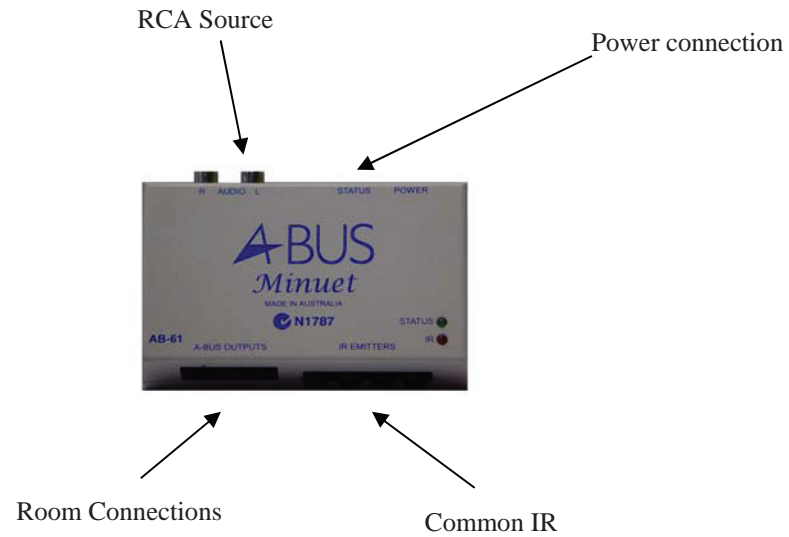 RCA Source
Power connection
R AUDIO L
STATUS POWER
A-BUS
Minuet
MADE IN AUSTRALIA
N1787
STATUS
IR
AB-61
A-BUS OUTPUTS
IR EMITTERS
Room Connections
Common IR